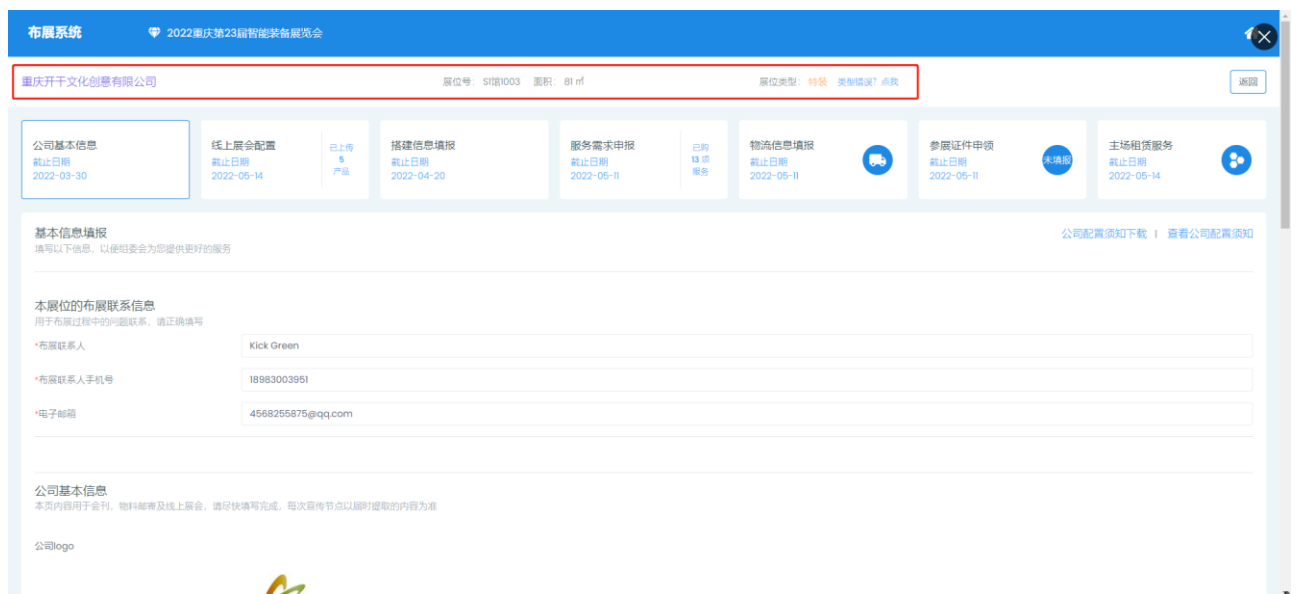 布展系统
2022重庆第23届智能装备展览会
重庆开干文化创意有限公司
展位号： S1馆1003 面积： 81 ㎡
展位类型： 特装 类型错误? 点我
返回
公司基本信息
截止日期
2022-03-30
线上展会配置
截止日期
2022-05-14
已上传
5
产品
搭建信息填报
截止日期
2022-04-20
服务需求申报
截止日期
2022-05-11
已购
13 项
服务
物流信息填报
截止日期
2022-05-11
参展证件申领
截止日期
2022-05-11
未填报
主场租赁服务
截止日期
2022-05-14
基本信息填报
填写以下信息，以便组委会为您提供更好的服务
公司配置须知下载 | 查看公司配置须知
本展位的布展联系信息
用于布展过程中的问题联系，请正确填写
*布展联系人 Kick Green
*布展联系人手机号 18983003951
*电子邮箱 4568255875@qq.com
公司基本信息
本页内容用于会刊，物料邮寄及线上展会，请尽快填写完成，每次宣传节点以届时提取的内容为准
公司logo